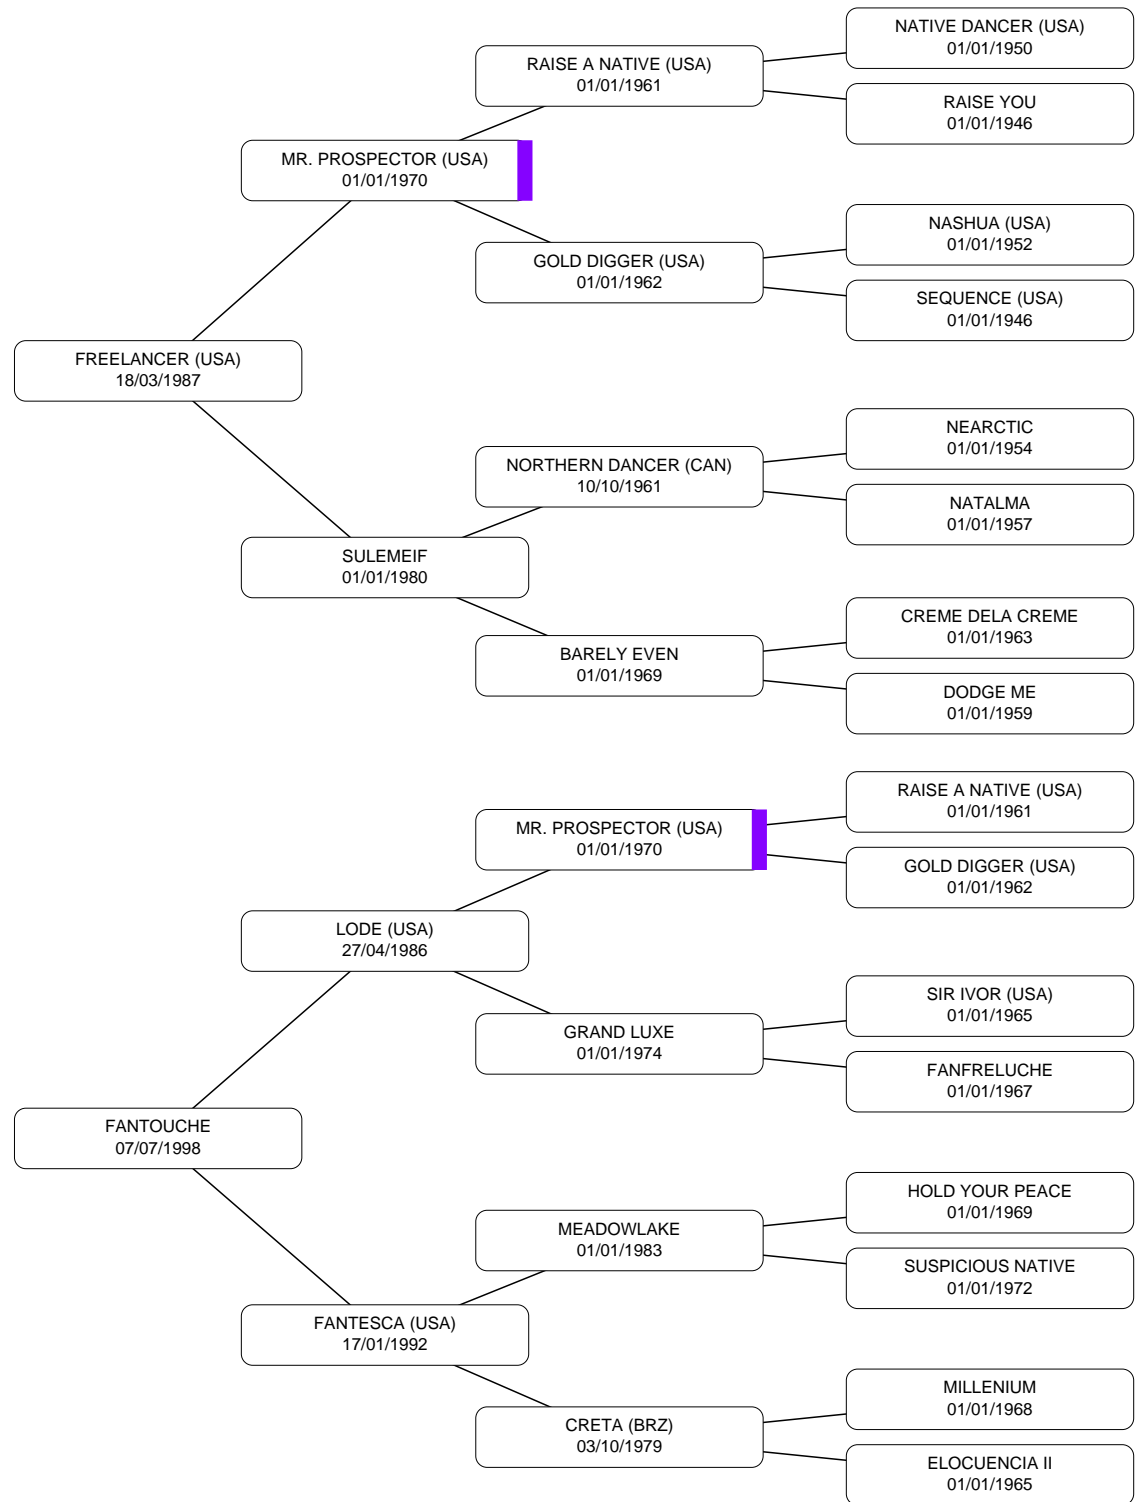 NATIVE DANCER (USA)
01/01/1950
RAISE A NATIVE (USA)
01/01/1961
RAISE YOU
01/01/1946
MR. PROSPECTOR (USA)
01/01/1970
NASHUA (USA)
01/01/1952
GOLD DIGGER (USA)
01/01/1962
SEQUENCE (USA)
01/01/1946
FREELANCER (USA)
18/03/1987
NEARCTIC
01/01/1954
NORTHERN DANCER (CAN)
10/10/1961
NATALMA
01/01/1957
SULEMEIF
01/01/1980
CREME DELA CREME
01/01/1963
BARELY EVEN
01/01/1969
DODGE ME
01/01/1959
RAISE A NATIVE (USA)
01/01/1961
MR. PROSPECTOR (USA)
01/01/1970
GOLD DIGGER (USA)
01/01/1962
LODE (USA)
27/04/1986
SIR IVOR (USA)
01/01/1965
GRAND LUXE
01/01/1974
FANFRELUCHE
01/01/1967
FANTOUCHE
07/07/1998
HOLD YOUR PEACE
01/01/1969
MEADOWLAKE
01/01/1983
SUSPICIOUS NATIVE
01/01/1972
FANTESCA (USA)
17/01/1992
MILLENIUM
01/01/1968
CRETA (BRZ)
03/10/1979
ELOCUENCIA II
01/01/1965